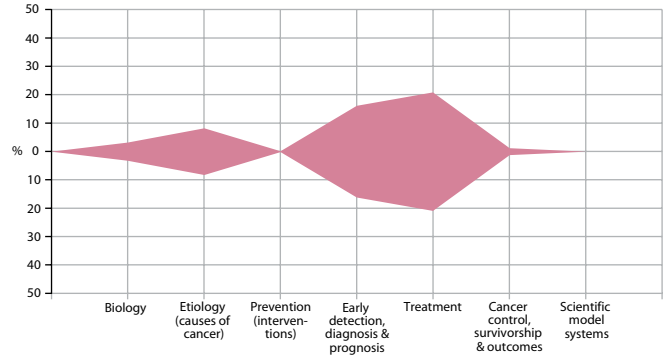 50
40
30
20
10
% 0
10
20
30
40
50
Biology
Etiology
(causes of
cancer)
Prevention
(interven-
tions)
Early
detection,
diagnosis &
prognosis
Treatment
Cancer
control,
survivorship
& outcomes
Scientific
model
systems